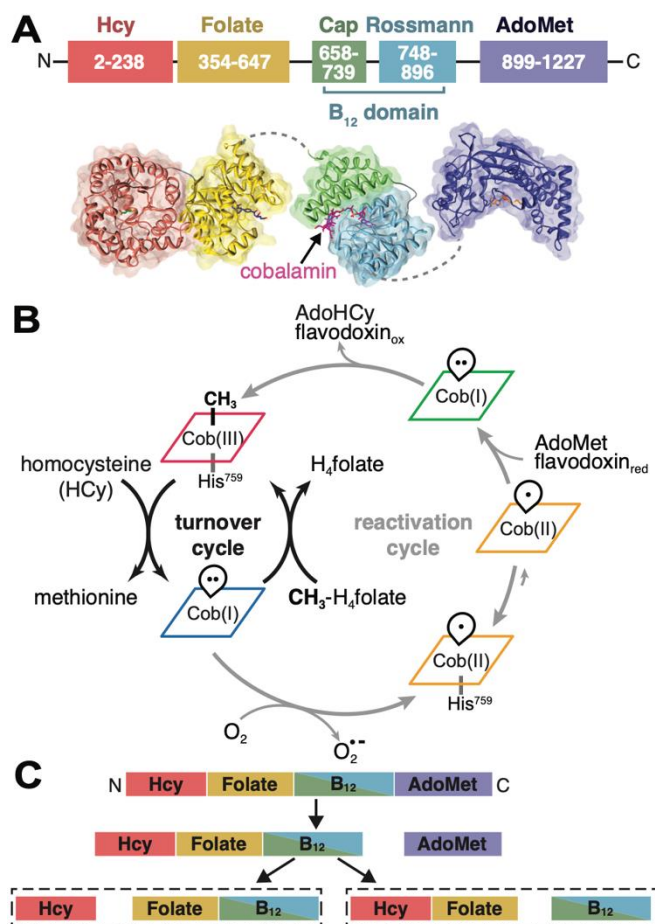 A
Hcy Folate Cap Rossmann AdoMet
N 2-238 354-647 658-739 748-896 899-1227 C
B₁₂ domain
cobalamin
B
AdoHCy
flavodoxinₒₓ
CH₃
Cob(III)
His⁷⁵⁹
Cob(I)
AdoMet
flavodoxinᵣₑ𝒹
homocysteine
(HCy)
H₄folate
turnover
cycle
reactivation
cycle
Cob(II)
methionine
Cob(I)
CH₃-H₄folate
Cob(II)
His⁷⁵⁹
O₂
O₂•-
C
N Hcy Folate B₁₂ AdoMet C
Hcy Folate B₁₂ AdoMet
Hcy Folate B₁₂ Hcy Folate B₁₂